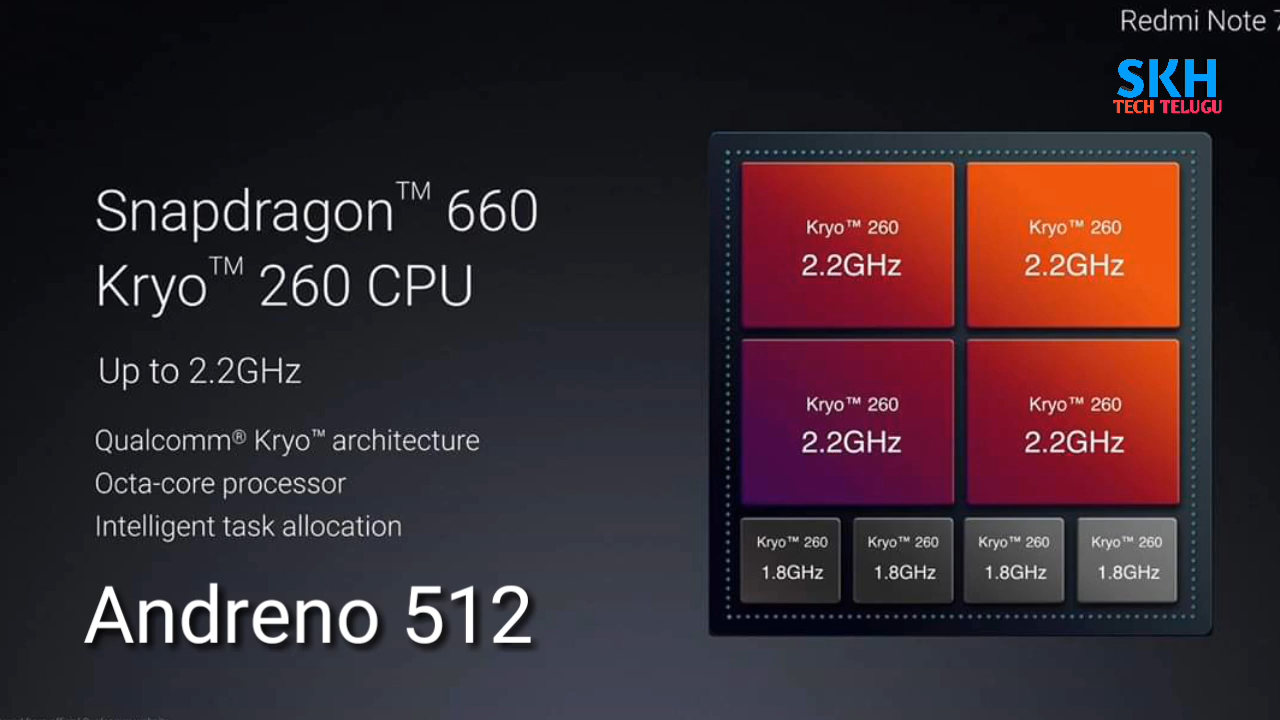 Redmi Note 7
SKH
TECH TELUGU
Snapdragon™ 660
Kryo™ 260 CPU
Up to 2.2GHz
Qualcomm® Kryo™ architecture
Octa-core processor
Intelligent task allocation
Andreno 512
Kryo™ 260
2.2GHz
Kryo™ 260
2.2GHz
Kryo™ 260
2.2GHz
Kryo™ 260
2.2GHz
Kryo™ 260
1.8GHz
Kryo™ 260
1.8GHz
Kryo™ 260
1.8GHz
Kryo™ 260
1.8GHz